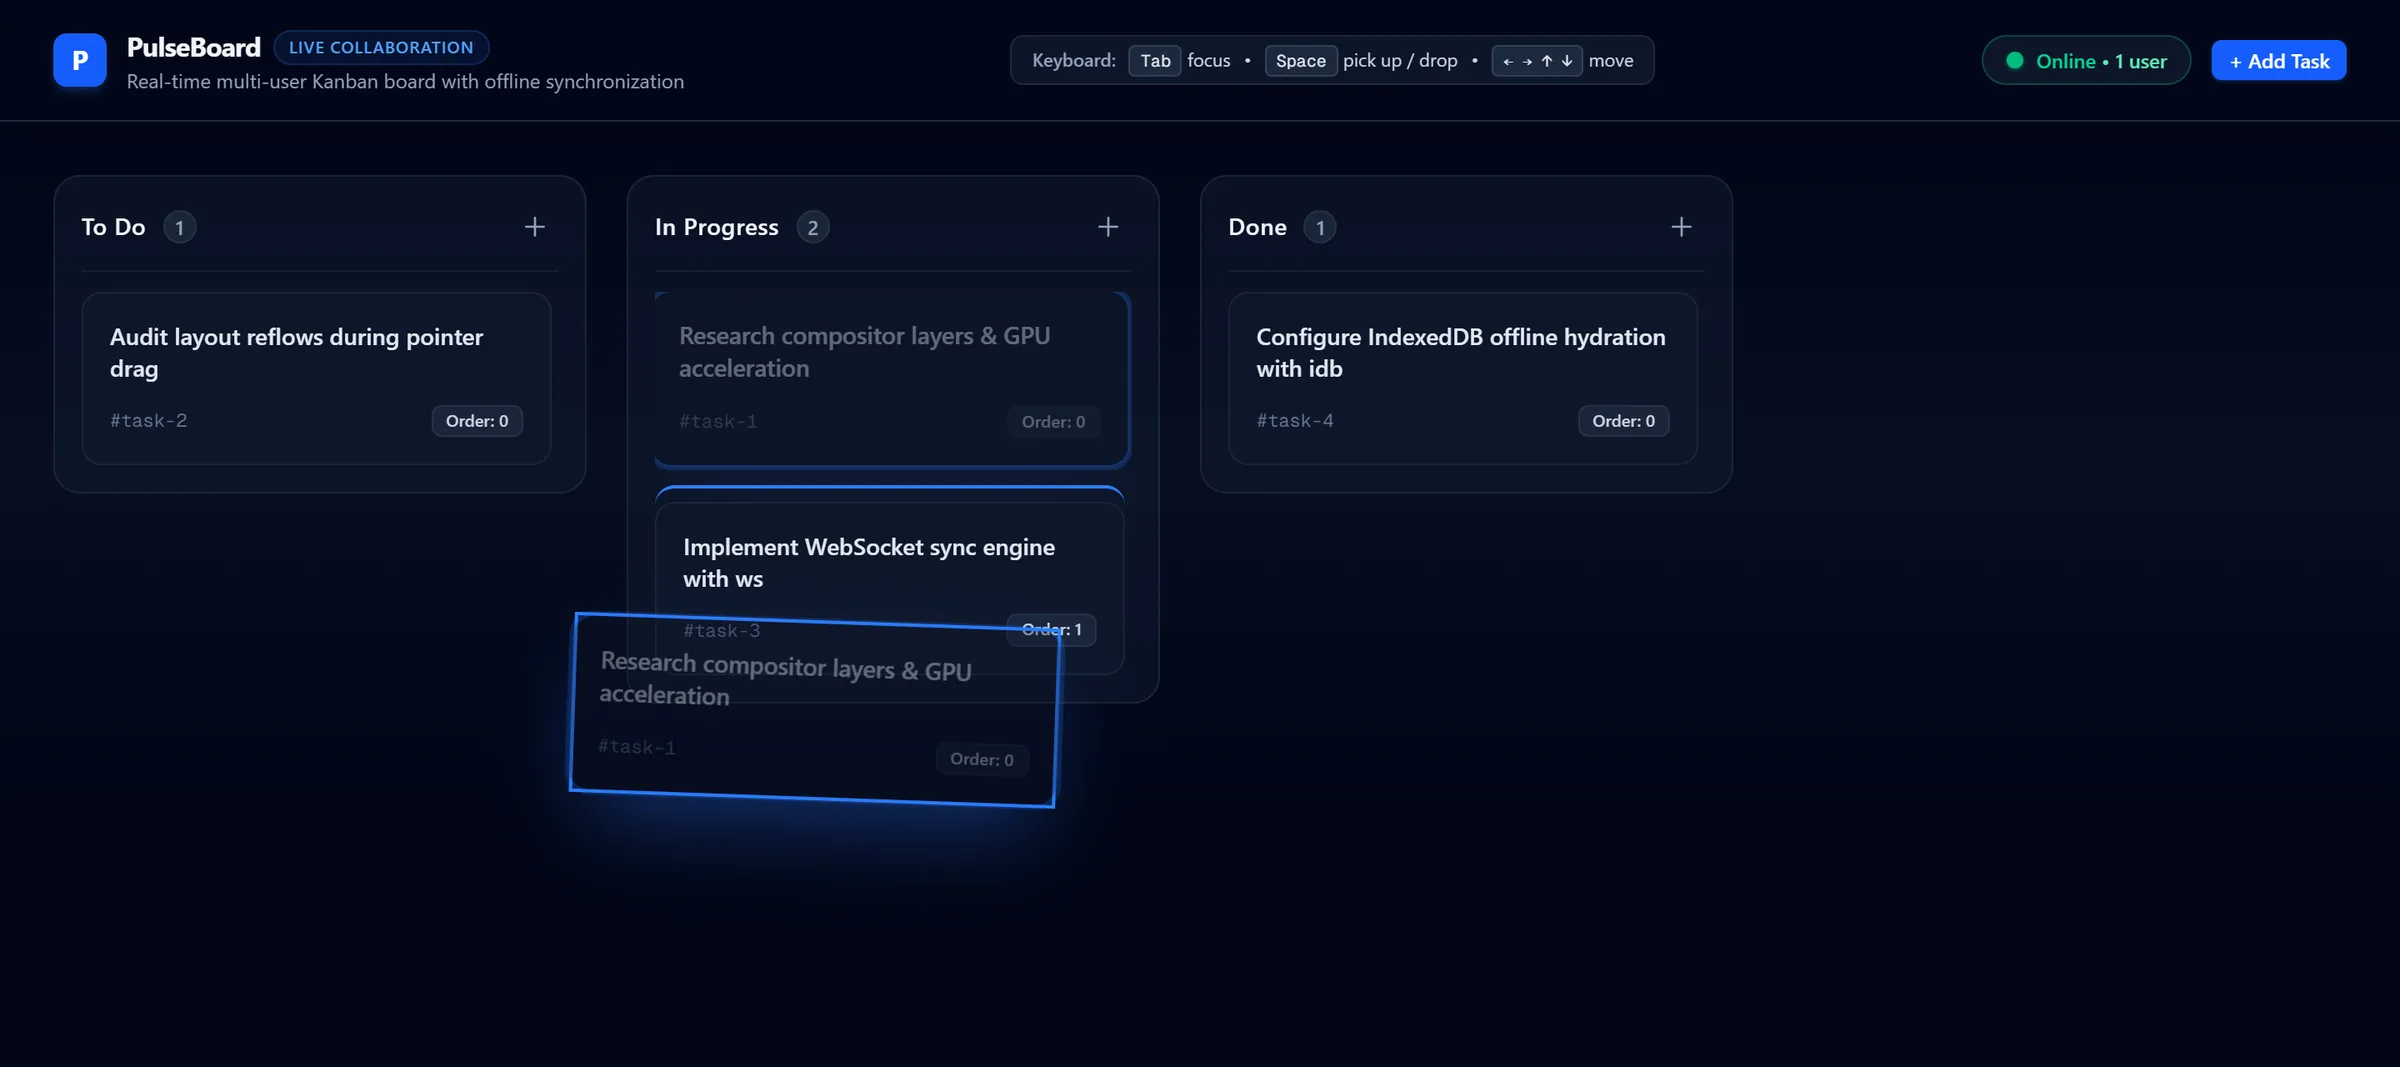 P
PulseBoard
LIVE COLLABORATION
Real-time multi-user Kanban board with offline synchronization
Keyboard: Tab focus • Space pick up / drop • ← → ↑ ↓ move
Online • 1 user
+ Add Task
To Do 1 +
Audit layout reflows during pointer
drag
#task-2 Order: 0
In Progress 2 +
Research compositor layers & GPU
acceleration
#task-1 Order: 0
Implement WebSocket sync engine
with ws
#task-3 Order: 1
Research compositor layers & GPU
acceleration
#task-1 Order: 0
Done 1 +
Configure IndexedDB offline hydration
with idb
#task-4 Order: 0